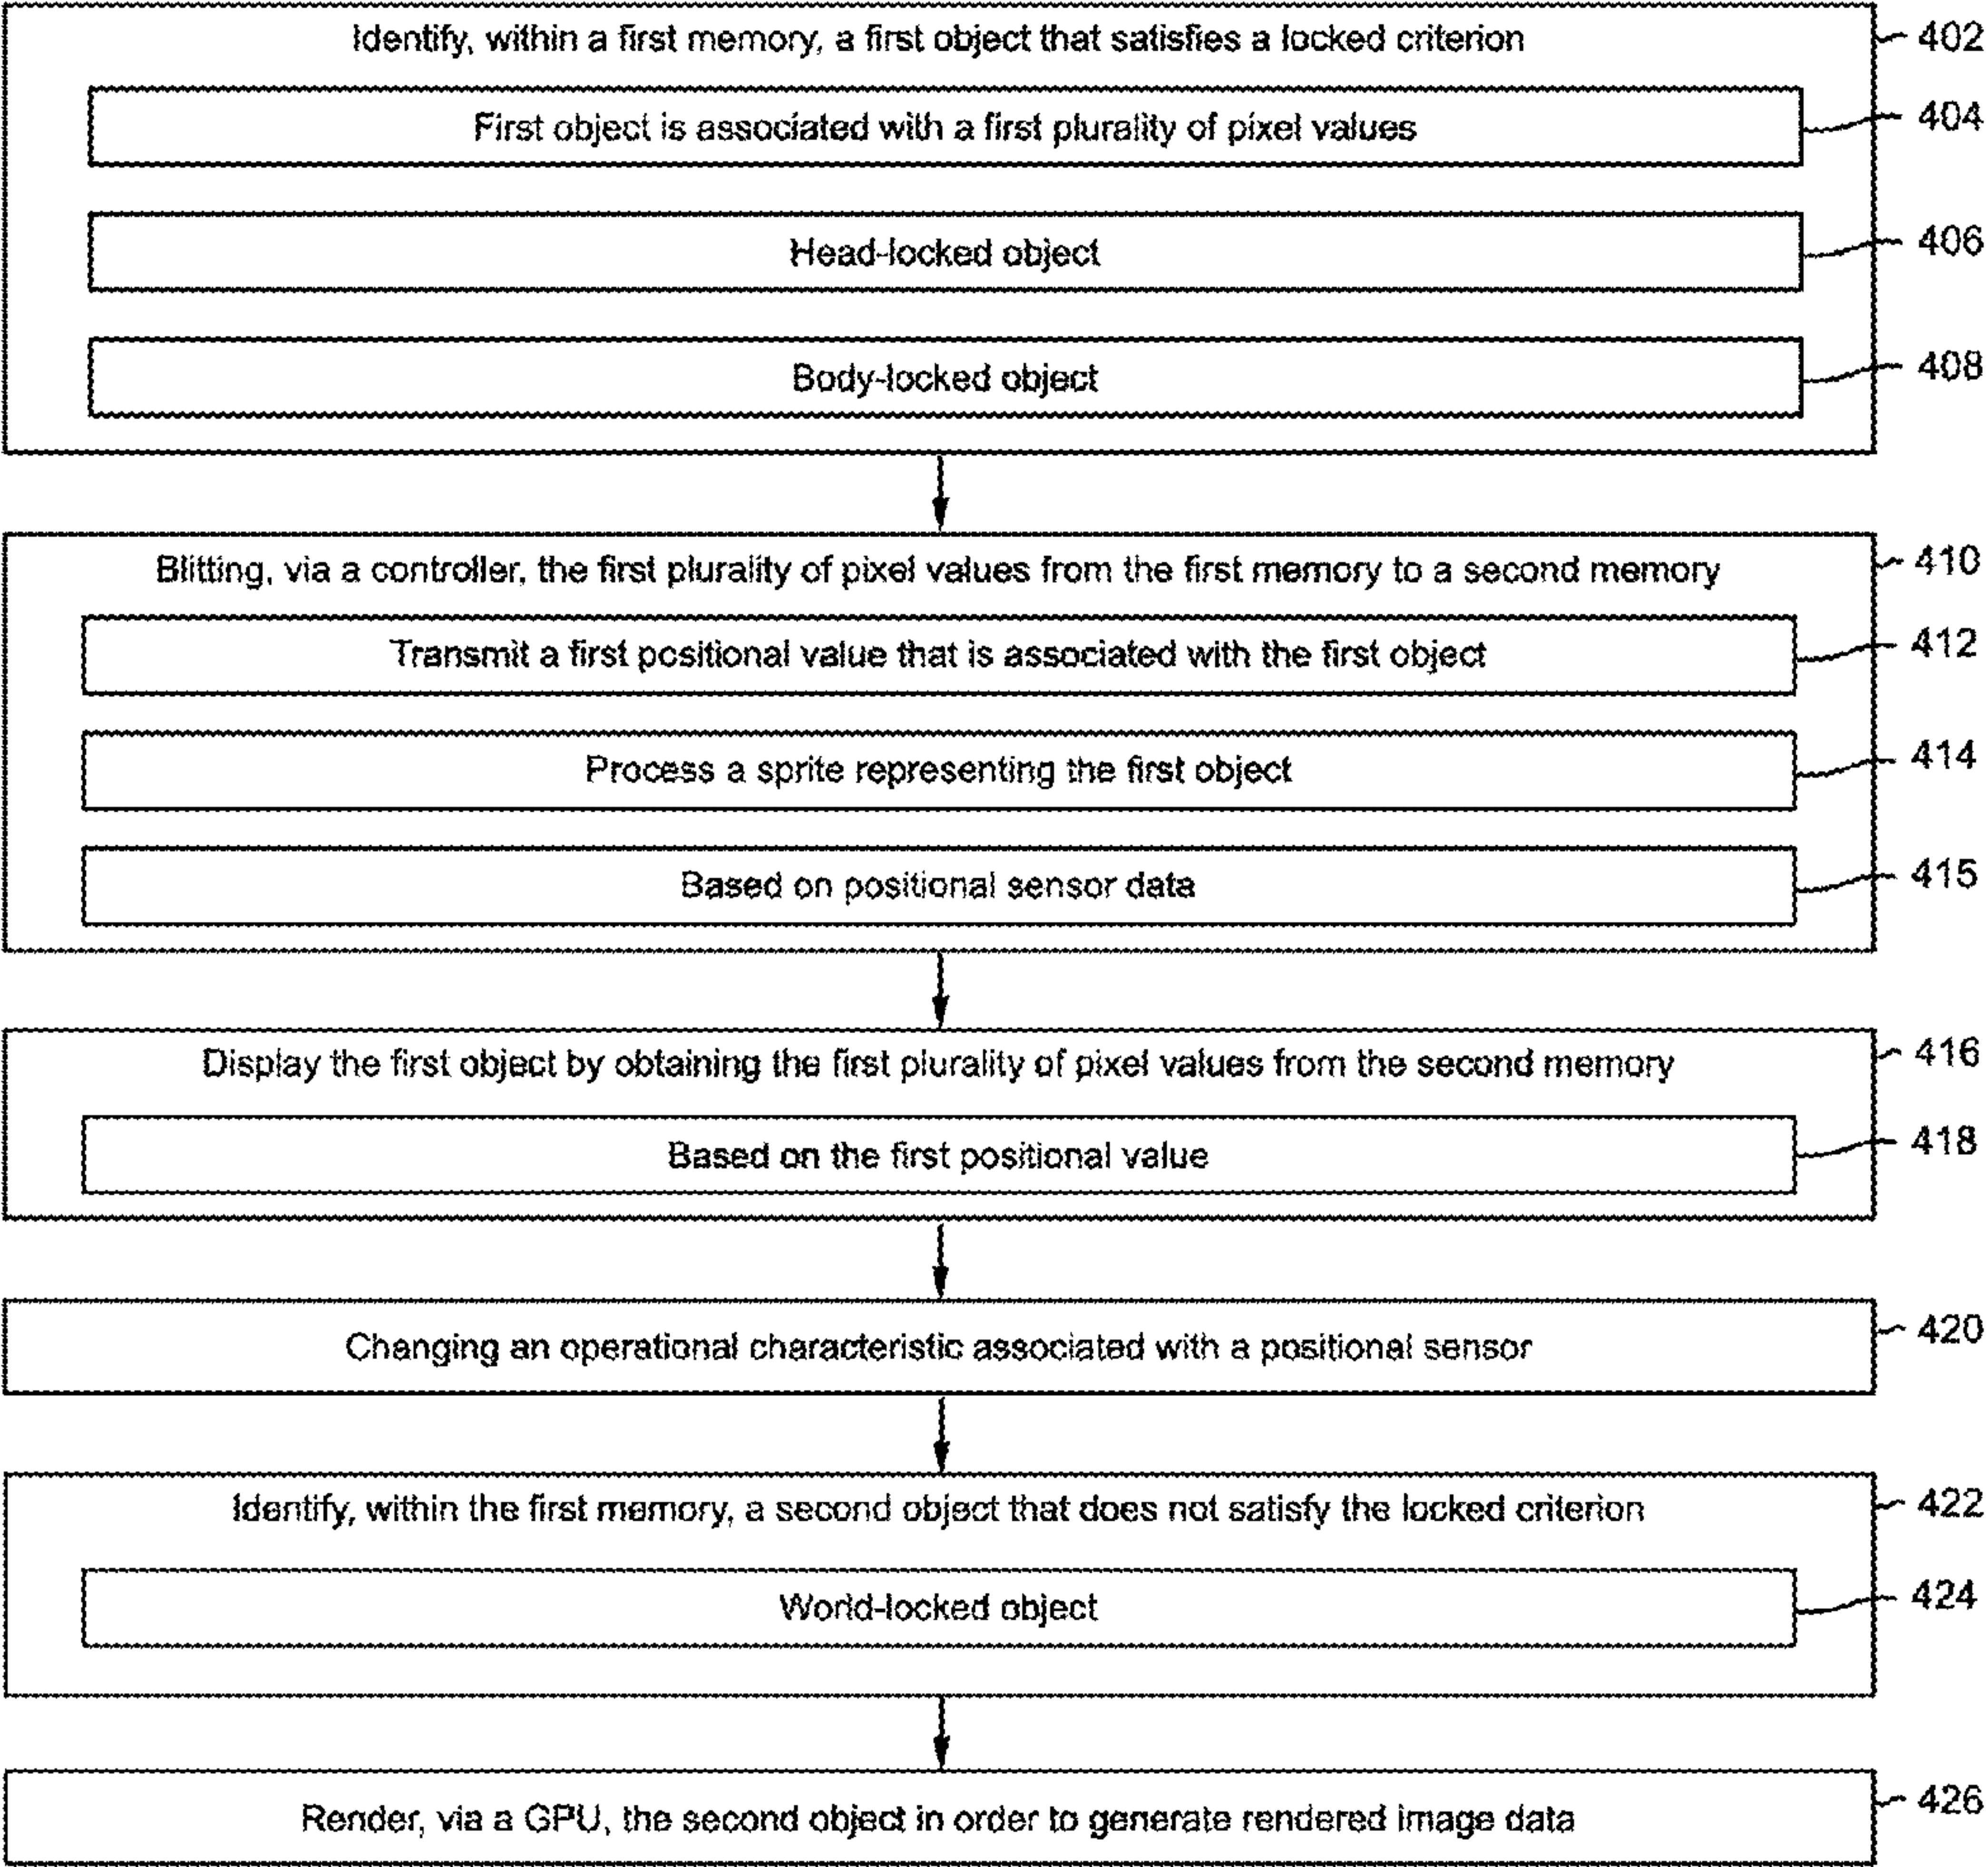 Identify, within a first memory, a first object that satisfies a locked criterion 402
First object is associated with a first plurality of pixel values 404
Head-locked object 406
Body-locked object 408
Blitting, via a controller, the first plurality of pixel values from the first memory to a second memory 410
Transmit a first positional value that is associated with the first object 412
Process a sprite representing the first object 414
Based on positional sensor data 415
Display the first object by obtaining the first plurality of pixel values from the second memory 416
Based on the first positional value 418
Changing an operational characteristic associated with a positional sensor 420
Identify, within the first memory, a second object that does not satisfy the locked criterion 422
World-locked object 424
Render, via a GPU, the second object in order to generate rendered image data 426